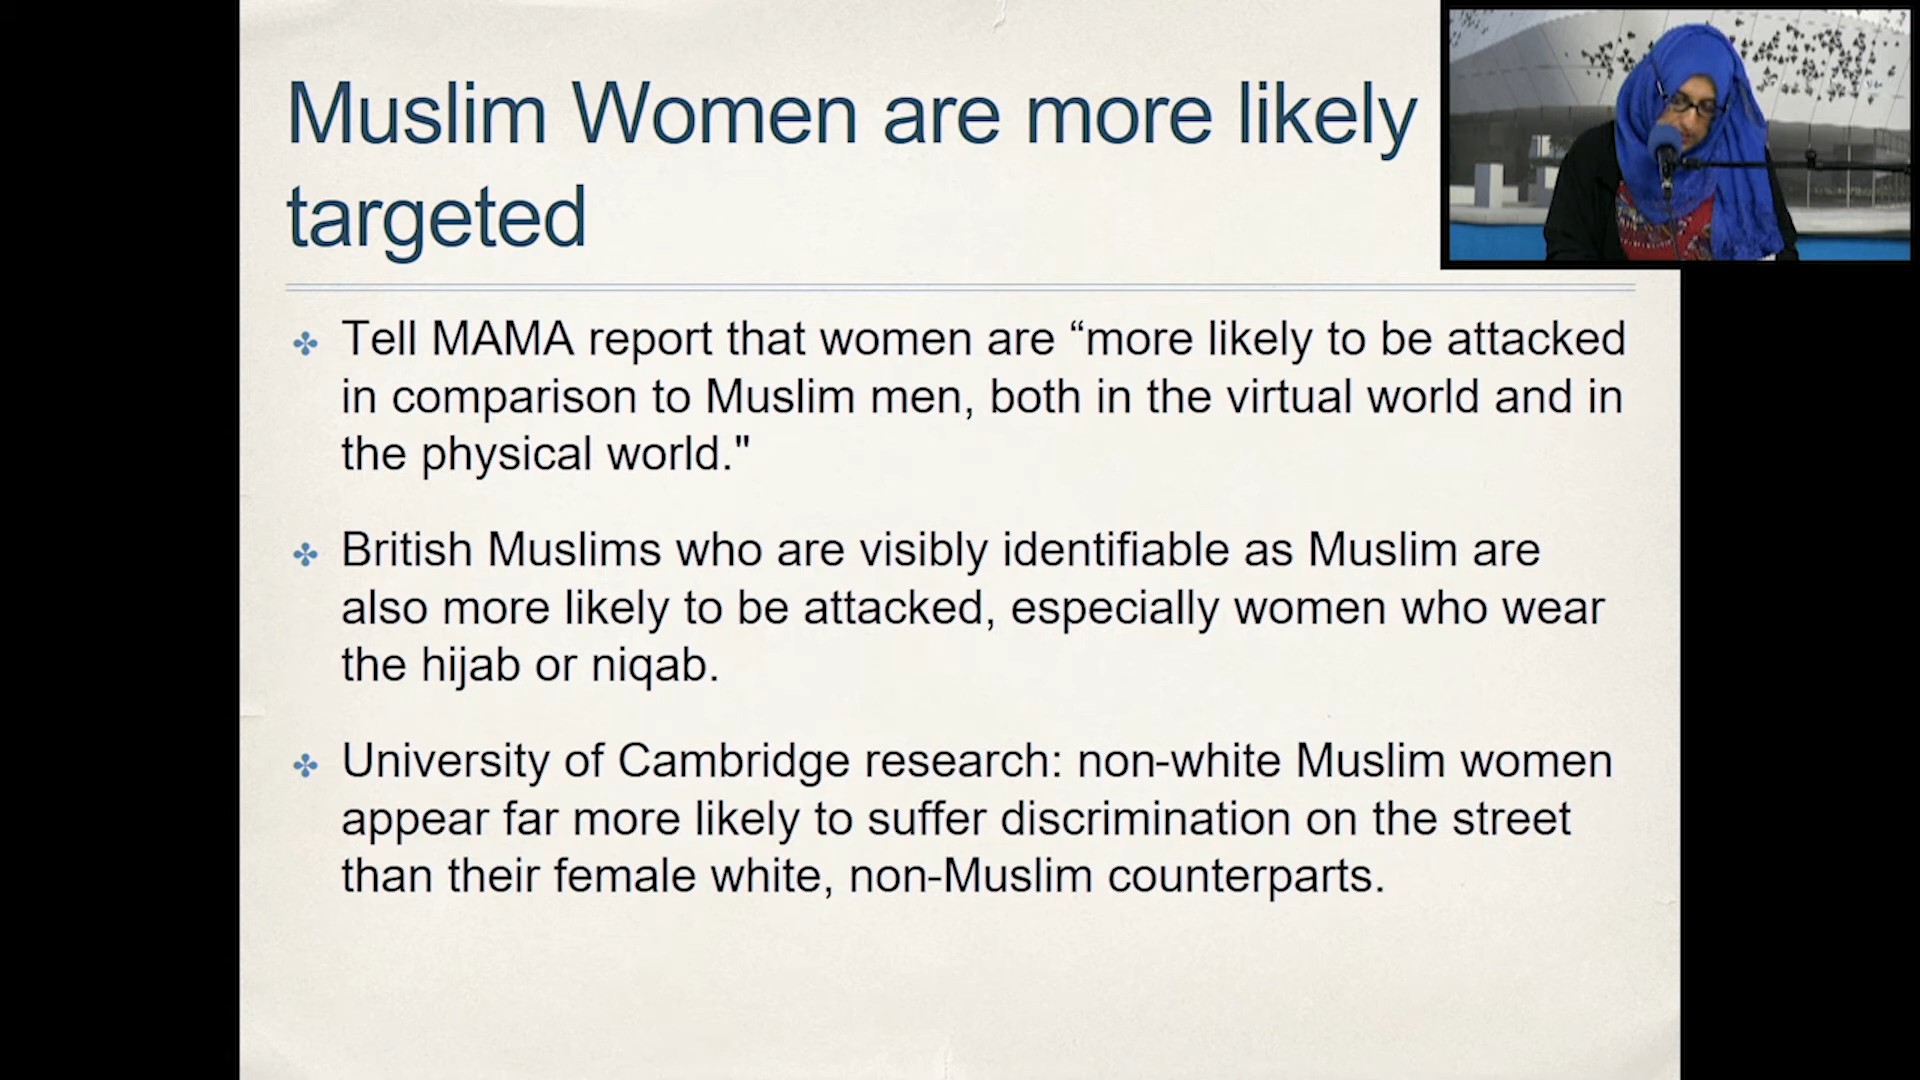 Muslim Women are more likely
targeted
Tell MAMA report that women are “more likely to be attacked
in comparison to Muslim men, both in the virtual world and in
the physical world."
British Muslims who are visibly identifiable as Muslim are
also more likely to be attacked, especially women who wear
the hijab or niqab.
University of Cambridge research: non-white Muslim women
appear far more likely to suffer discrimination on the street
than their female white, non-Muslim counterparts.